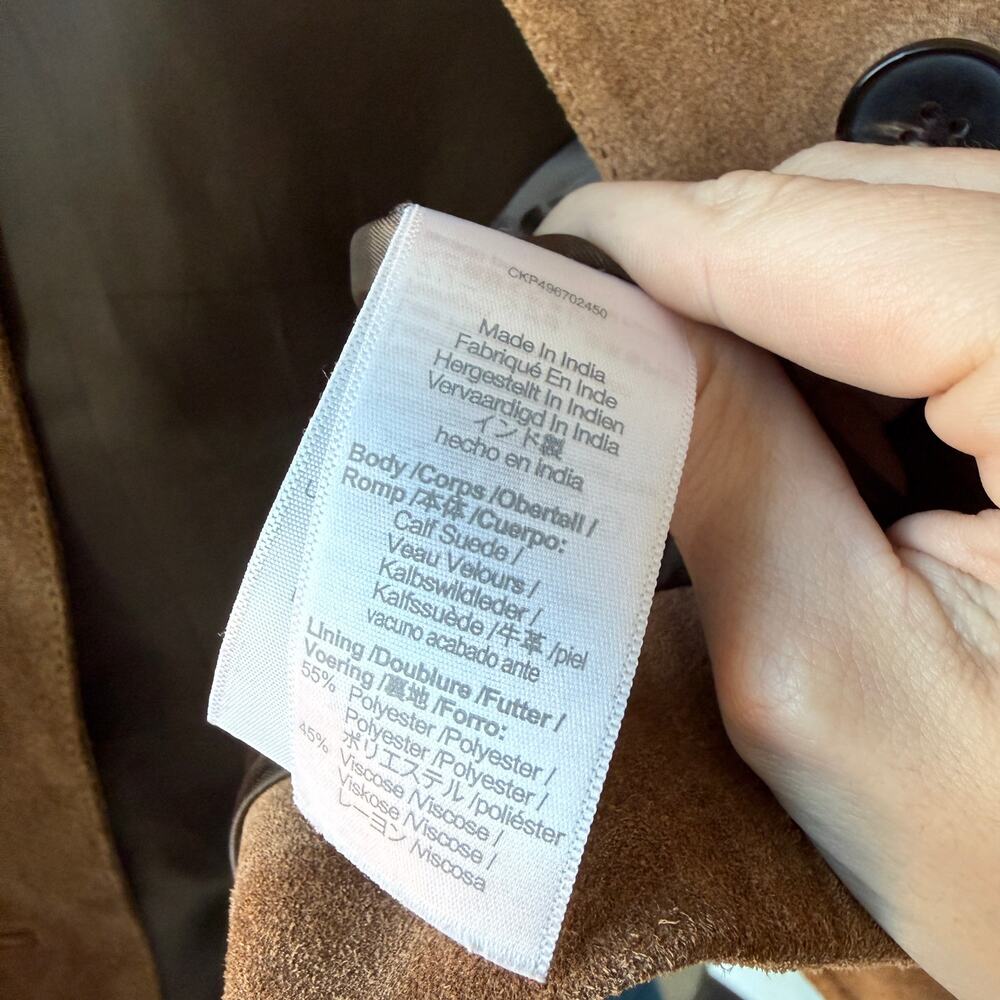 CKP496702450
Made In India
Fabriqué En Inde
Hergestellt In Indien
Vervaardigd In India
インド製
hecho en india
Body /Corps /Oberteil /
Romp /本体 /Cuerpo:
Calf Suede /
Veau Velours /
Kalbswildleder /
Kalfssuède /牛革 /piel
vacuno acabado ante
Lining /Doublure /Futter /
Voering /裏地 /Forro:
55% Polyester /Polyester /
Polyester /Polyester /
ポリエステル /poliéster
45% Viscose /Viscose /
Viskose /Viscose /
レーヨン /viscosa